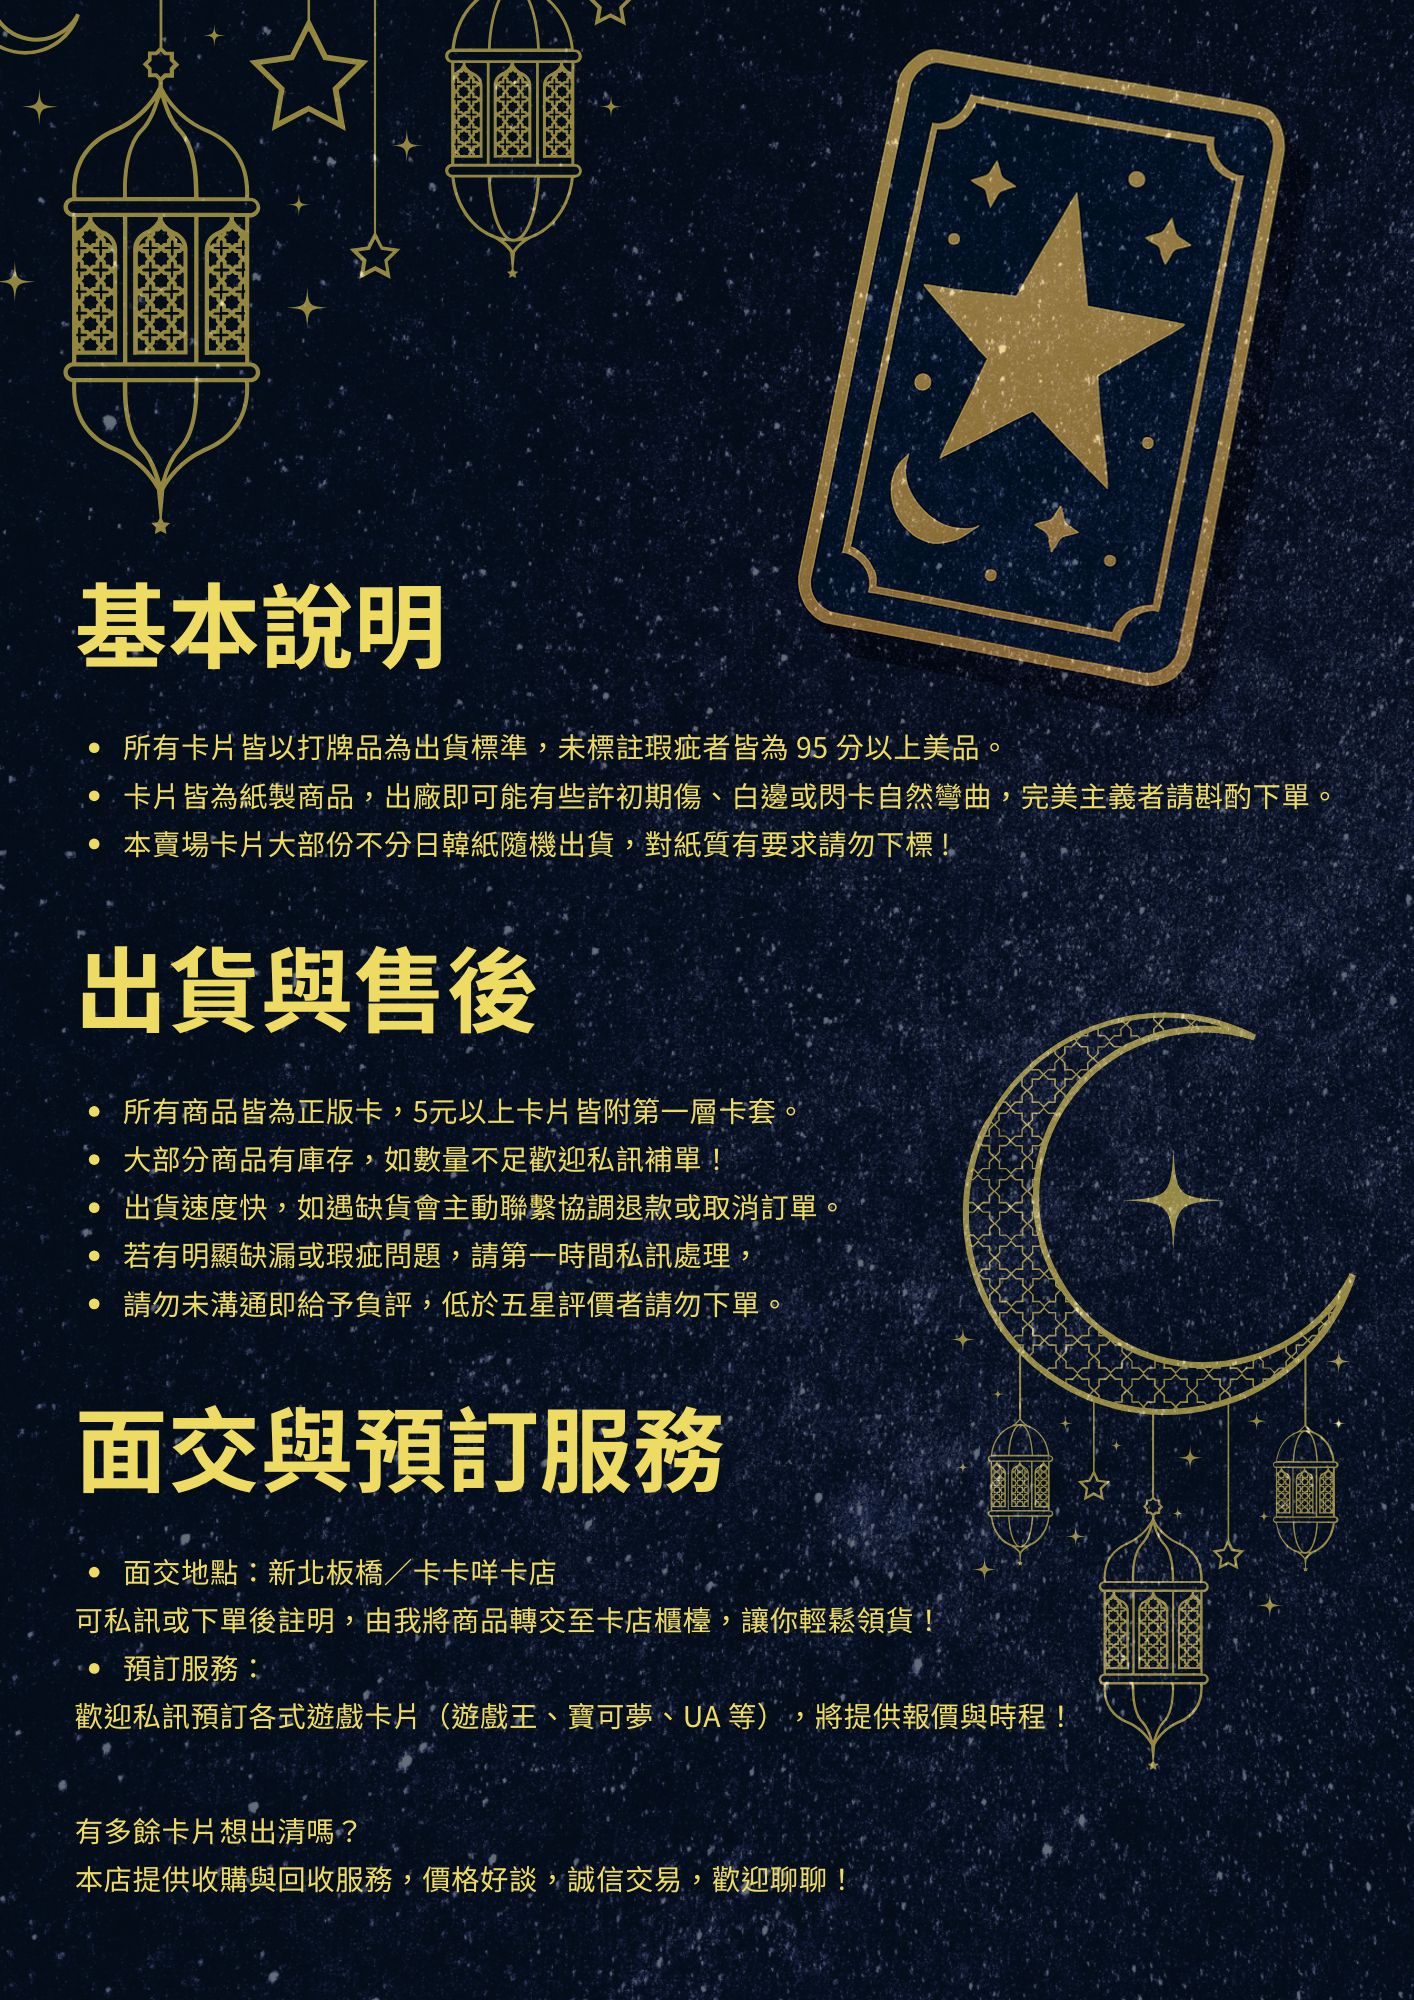 基本說明
• 所有卡片皆以打牌品為出貨標準，未標註瑕疵者皆為 95 分以上美品。
• 卡片皆為紙製商品，出廠即可能有些許初期傷、白邊或閃卡自然彎曲，完美主義者請斟酌下單。
• 本賣場卡片大部份不分日韓紙隨機出貨，對紙質有要求請勿下標！
出貨與售後
• 所有商品皆為正版卡，5元以上卡片皆附第一層卡套。
• 大部分商品有庫存，如數量不足歡迎私訊補單！
• 出貨速度快，如遇缺貨會主動聯繫協調退款或取消訂單。
• 若有明顯缺漏或瑕疵問題，請第一時間私訊處理，
• 請勿未溝通即給予負評，低於五星評價者請勿下單。
面交與預訂服務
• 面交地點：新北板橋／卡卡咩卡店
可私訊或下單後註明，由我將商品轉交至卡店櫃檯，讓你輕鬆領貨！
• 預訂服務：
歡迎私訊預訂各式遊戲卡片（遊戲王、寶可夢、UA 等），將提供報價與時程！
有多餘卡片想出清嗎？
本店提供收購與回收服務，價格好談，誠信交易，歡迎聊聊！